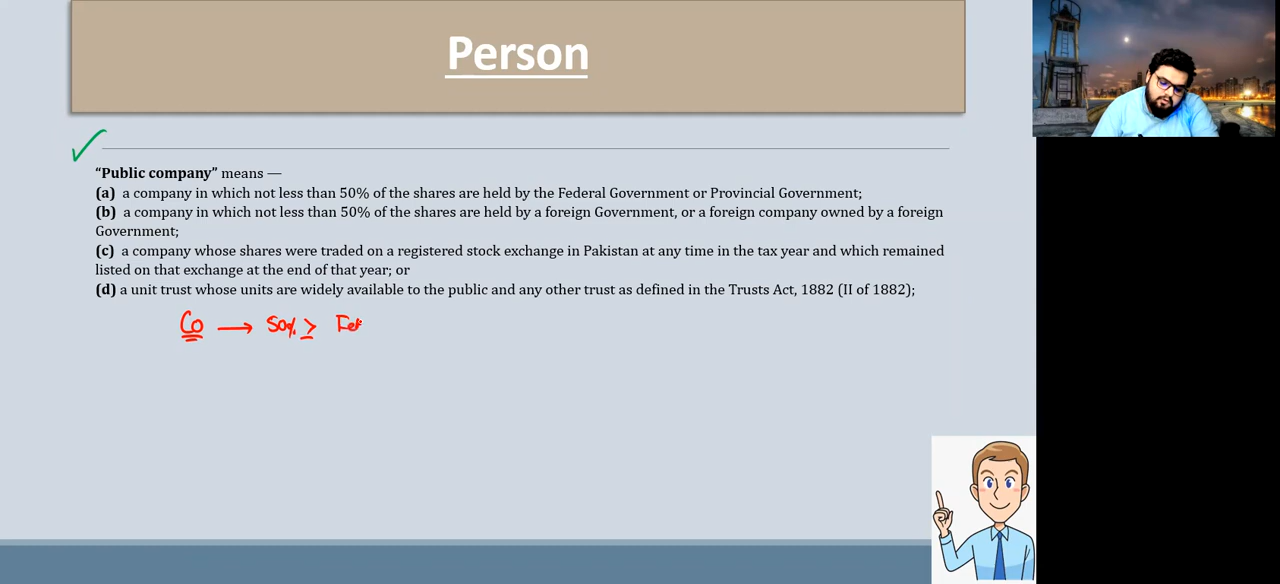 Person
“Public company” means —
(a) a company in which not less than 50% of the shares are held by the Federal Government or Provincial Government;
(b) a company in which not less than 50% of the shares are held by a foreign Government, or a foreign company owned by a foreign
Government;
(c) a company whose shares were traded on a registered stock exchange in Pakistan at any time in the tax year and which remained
listed on that exchange at the end of that year; or
(d) a unit trust whose units are widely available to the public and any other trust as defined in the Trusts Act, 1882 (II of 1882);
Co → 50% ≥